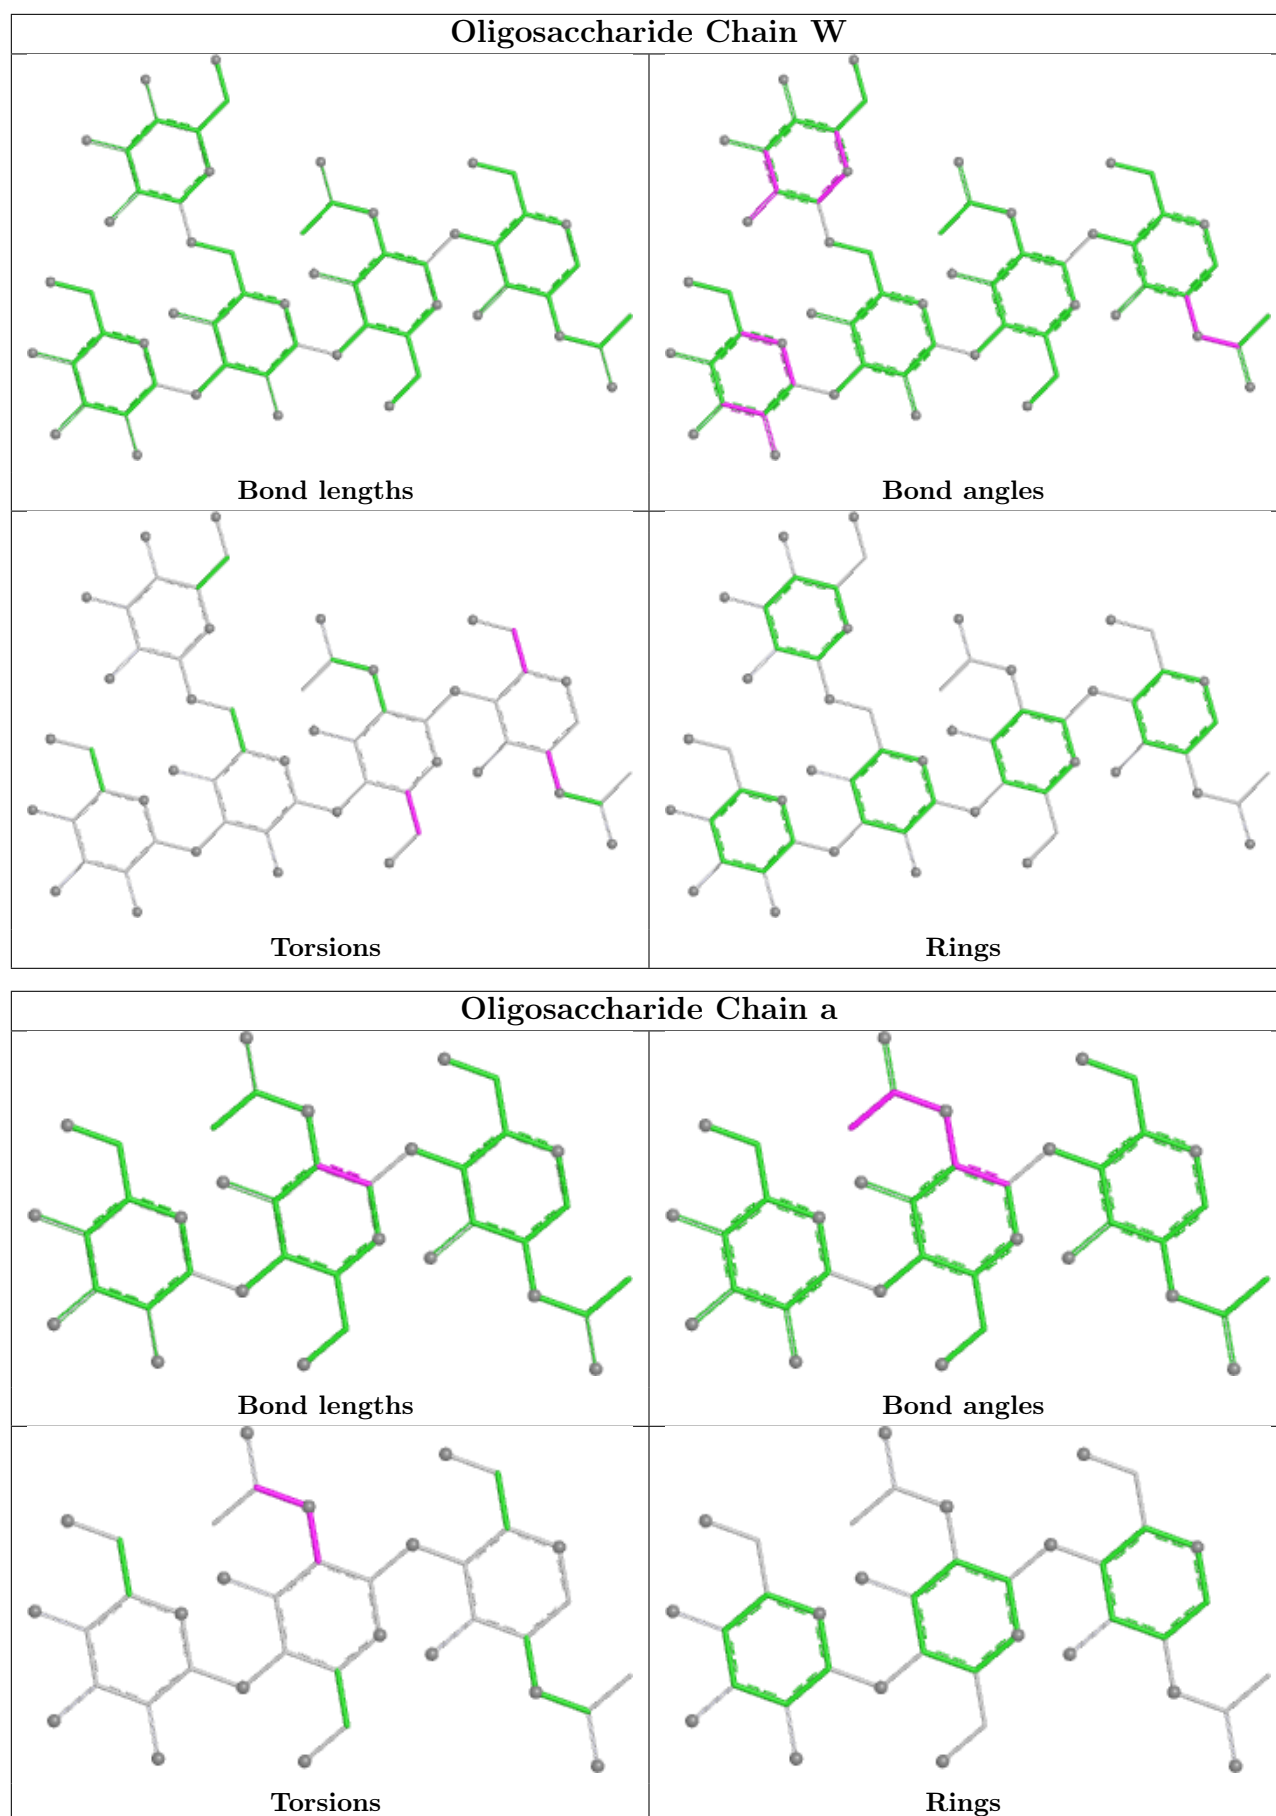 Oligosaccharide Chain W
Bond lengths
Bond angles
Torsions
Rings
Oligosaccharide Chain a
Bond lengths
Bond angles
Torsions
Rings